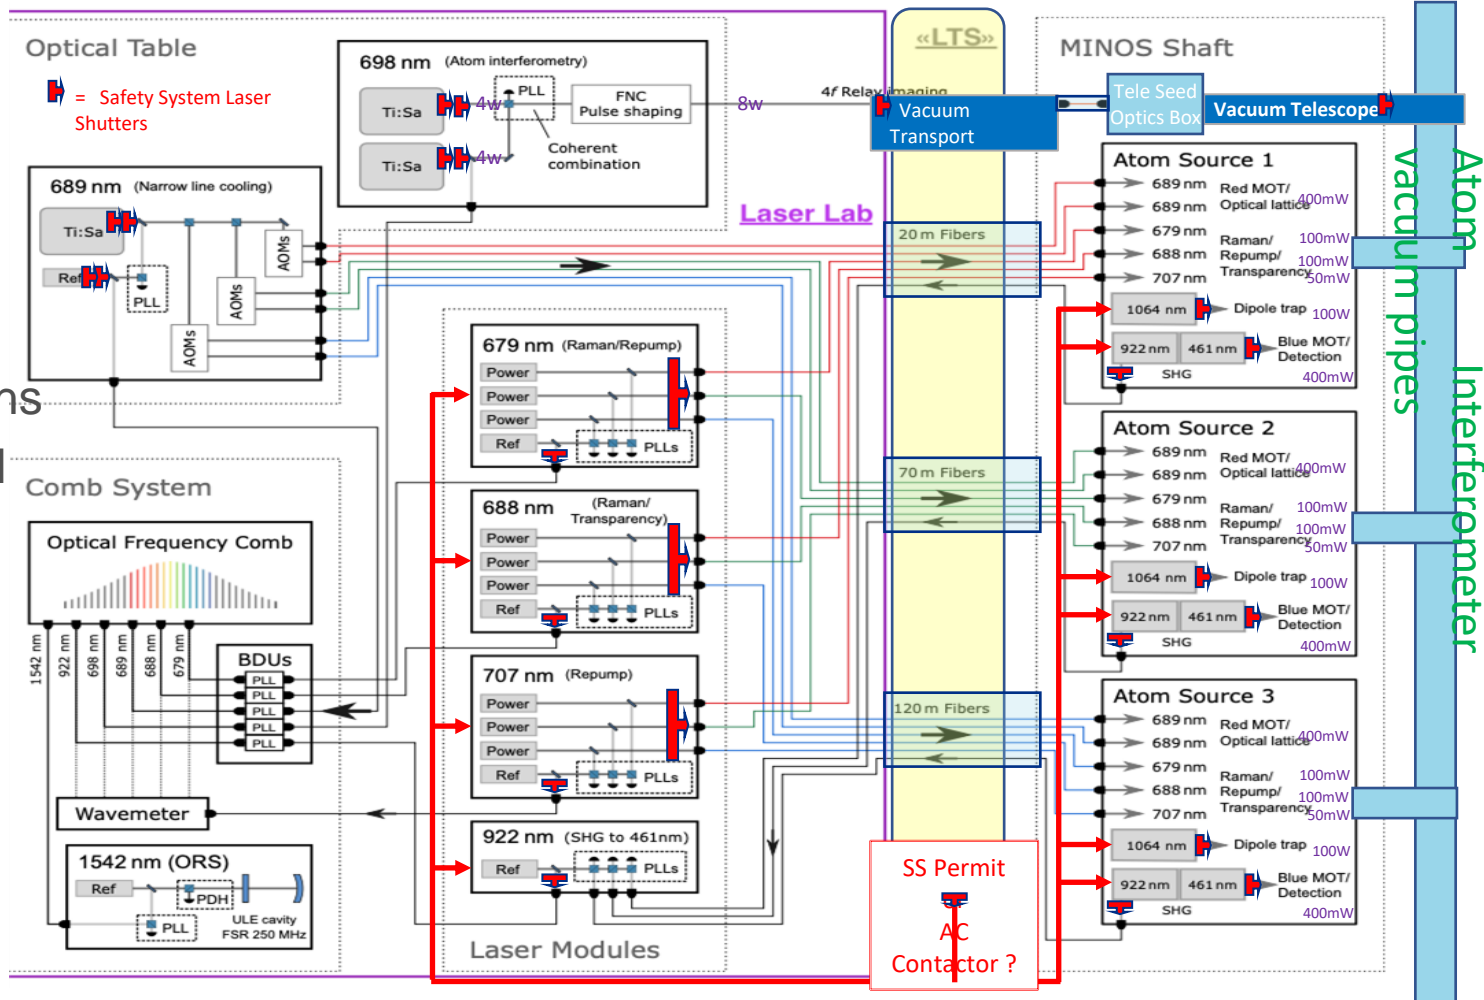 Optical Table
= Safety System Laser
Shutters
698 nm (Atom interferometry)
Ti:Sa
4w
PLL
FNC
Pulse shaping
8w
Coherent
combination
Ti:Sa
4w
4f Relay imaging
«LTS»
Vacuum
Transport
MINOS Shaft
Tele Seed
Optics Box
Vacuum Telescope
689 nm (Narrow line cooling)
Ti:Sa
Ref
PLL
AOMs
AOMs
AOMs
Laser Lab
20 m Fibers
70 m Fibers
120 m Fibers
Atom Source 1
689 nm
689 nm
Red MOT/
Optical lattice
400mW
679 nm
688 nm
707 nm
Raman/
Repump/
Transparency
100mW
100mW
50mW
1064 nm
Dipole trap
100W
922 nm
461 nm
Blue MOT/
Detection
SHG
400mW
Atom Source 2
689 nm
689 nm
Red MOT/
Optical lattice
400mW
679 nm
688 nm
707 nm
Raman/
Repump/
Transparency
100mW
100mW
50mW
1064 nm
Dipole trap
100W
922 nm
461 nm
Blue MOT/
Detection
SHG
400mW
Atom Source 3
689 nm
689 nm
Red MOT/
Optical lattice
400mW
679 nm
688 nm
707 nm
Raman/
Repump/
Transparency
100mW
100mW
50mW
1064 nm
Dipole trap
100W
922 nm
461 nm
Blue MOT/
Detection
SHG
400mW
Atom Interferometer
vacuum pipes
679 nm (Raman/Repump)
Power
Power
Power
Ref
PLLs
688 nm (Raman/
Transparency)
Power
Power
Power
Ref
PLLs
707 nm (Repump)
Power
Power
Power
Ref
PLLs
922 nm (SHG to 461nm)
Ref
PLLs
Laser Modules
ns
Comb System
Optical Frequency Comb
1542 nm
922 nm
698 nm
689 nm
688 nm
679 nm
BDUs
PLL
PLL
PLL
PLL
PLL
Wavemeter
1542 nm (ORS)
Ref
PDH
PLL
ULE cavity
FSR 250 MHz
SS Permit
AC
Contactor ?